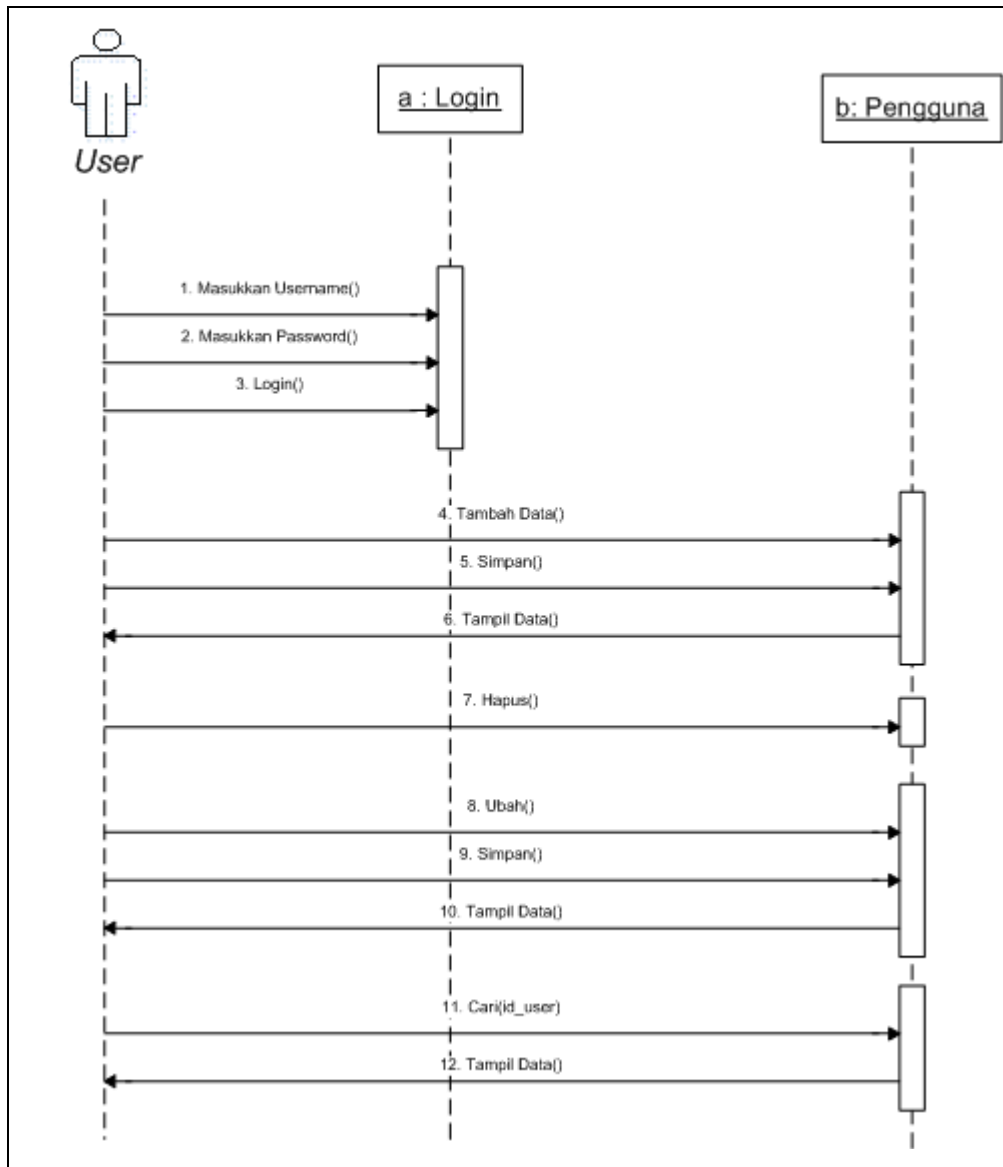 User
a : Login
b: Pengguna
1. Masukkan Username()
2. Masukkan Password()
3. Login()
4. Tambah Data()
5. Simpan()
6. Tampil Data()
7. Hapus()
8. Ubah()
9. Simpan()
10. Tampil Data()
11. Cari(id_user)
12. Tampil Data()